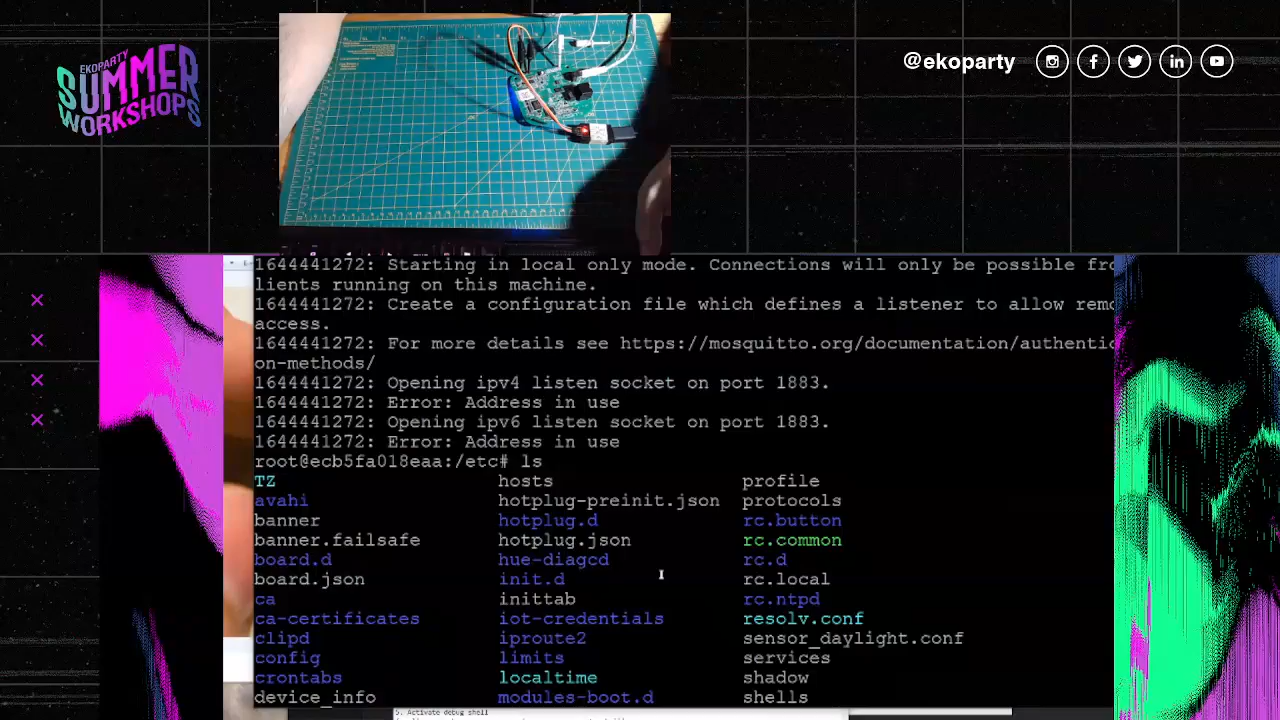 EKOPARTY
SUMMER
WORKSHOPS
@ekoparty
1644441272: Starting in local only mode. Connections will only be possible fro
lients running on this machine.
1644441272: Create a configuration file which defines a listener to allow remo
access.
1644441272: For more details see https://mosquitto.org/documentation/authentic
on-methods/
1644441272: Opening ipv4 listen socket on port 1883.
1644441272: Error: Address in use
1644441272: Opening ipv6 listen socket on port 1883.
1644441272: Error: Address in use
root@ecb5fa018eaa:/etc# ls
TZ hosts profile
avahi hotplug-preinit.json protocols
banner hotplug.d rc.button
banner.failsafe hotplug.json rc.common
board.d hue-diagcd rc.d
board.json init.d rc.local
ca inittab rc.ntpd
ca-certificates iot-credentials resolv.conf
clipd iproute2 sensor_daylight.conf
config limits services
crontabs localtime shadow
device_info modules-boot.d shells
5. Activate debug shell